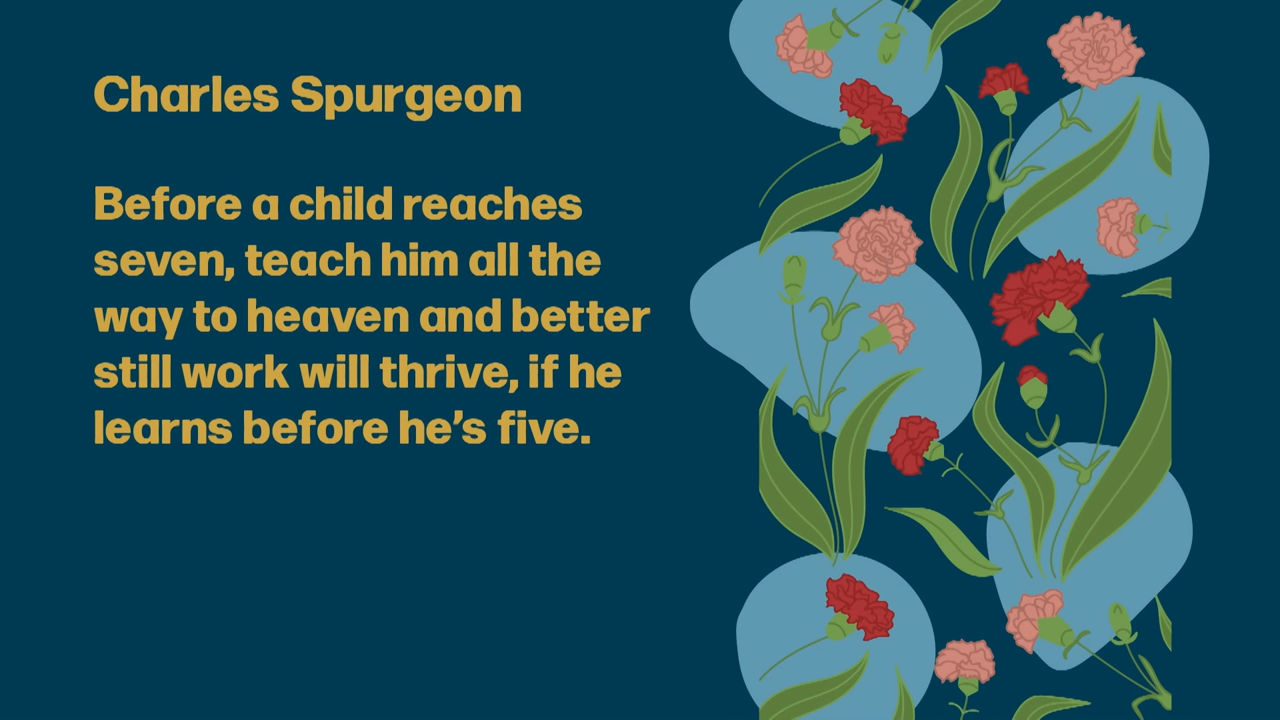 Charles Spurgeon
Before a child reaches
seven, teach him all the
way to heaven and better
still work will thrive, if he
learns before he’s five.